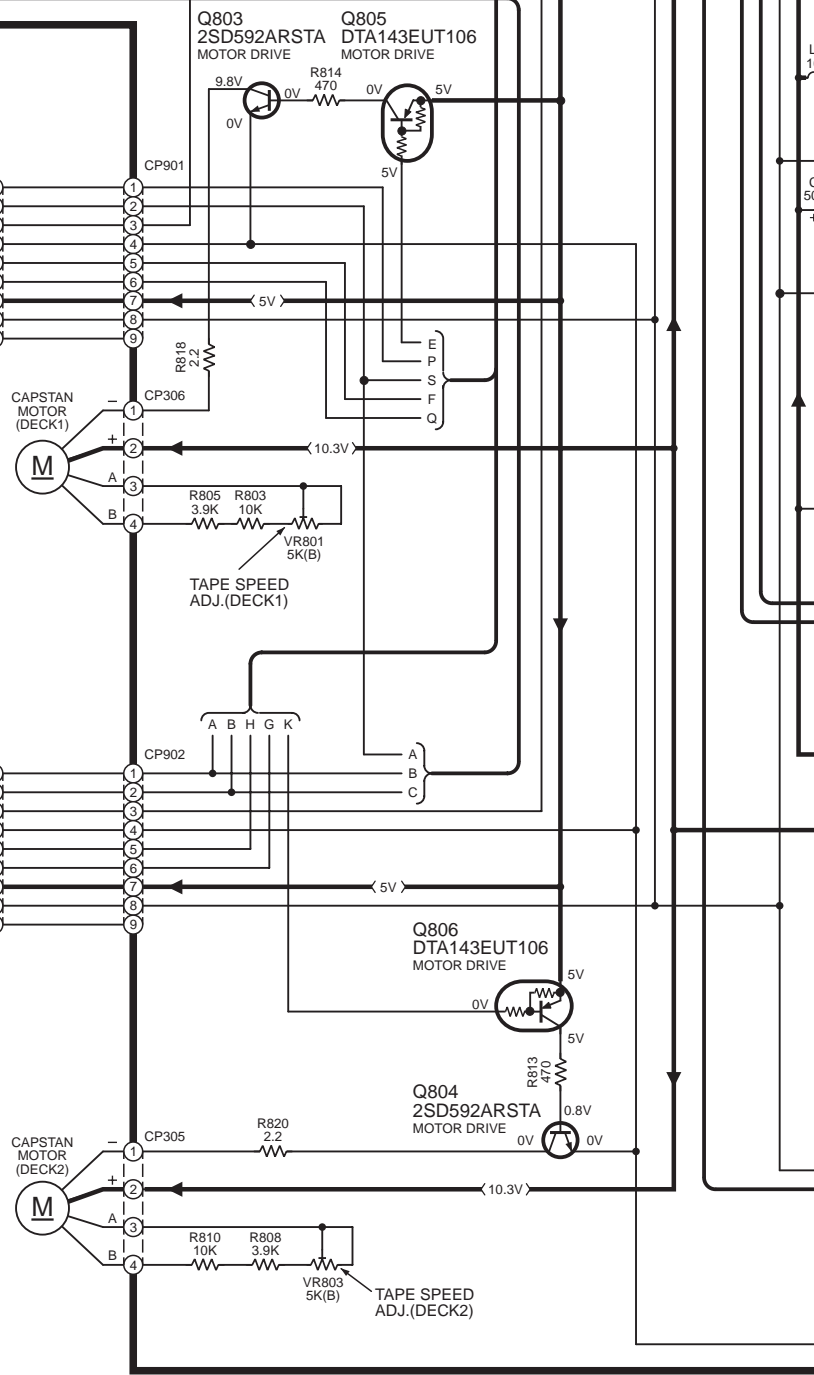 Q803 Q805
2SD592ARSTA DTA143EUT106
MOTOR DRIVE MOTOR DRIVE
R814
470
9.8V
0V
0V
5V
0V
5V
CP901
1
2
3
4
5
6
7
8
9
5V
R818
2.2
E
P
S
F
Q
CAPSTAN
MOTOR
(DECK1)
CP306
M
− 1
+ 2
10.3V
A 3
B 4
R805
3.9K
R803
10K
VR801
5K(B)
TAPE SPEED
ADJ.(DECK1)
A B H G K
CP902
A
B
C
1
2
3
4
5
6
7
8
9
5V
Q806
DTA143EUT106
MOTOR DRIVE
5V
0V
5V
R813
470
Q804
2SD592ARSTA
MOTOR DRIVE
0.8V
0V
0V
R820
2.2
CAPSTAN
MOTOR
(DECK2)
CP305
M
− 1
+ 2
10.3V
A 3
B 4
R810
10K
R808
3.9K
VR803
5K(B)
TAPE SPEED
ADJ.(DECK2)